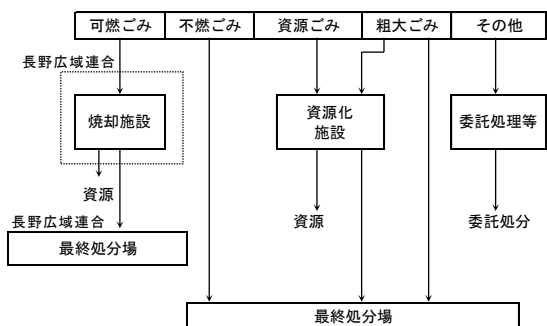 可燃ごみ 不燃ごみ 資源ごみ 粗大ごみ その他
長野広域連合
焼却施設
資源化
施設
委託処理等
資源
資源
委託処分
長野広域連合
最終処分場
最終処分場